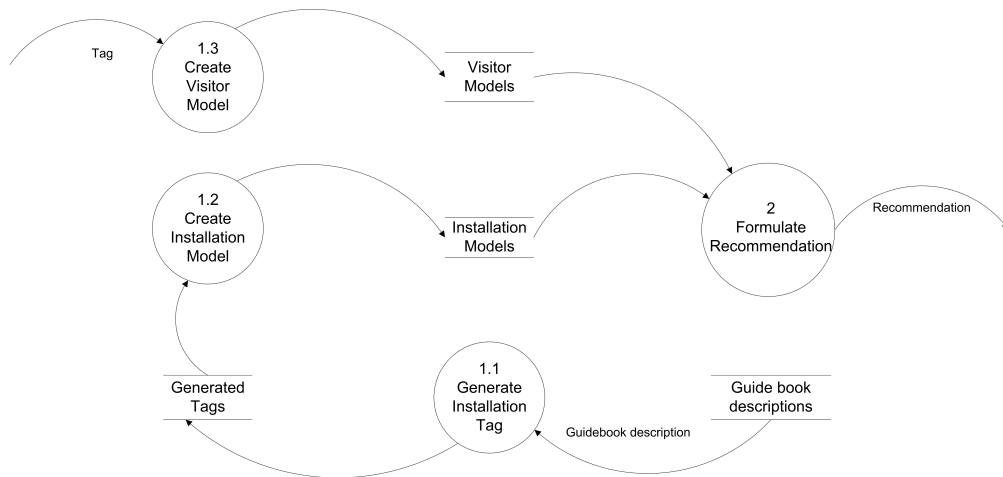 Tag
1.3
Create
Visitor
Model
Visitor
Models
1.2
Create
Installation
Model
Installation
Models
2
Formulate
Recommendation
Recommendation
Generated
Tags
1.1
Generate
Installation
Tag
Guidebook description
Guide book
descriptions